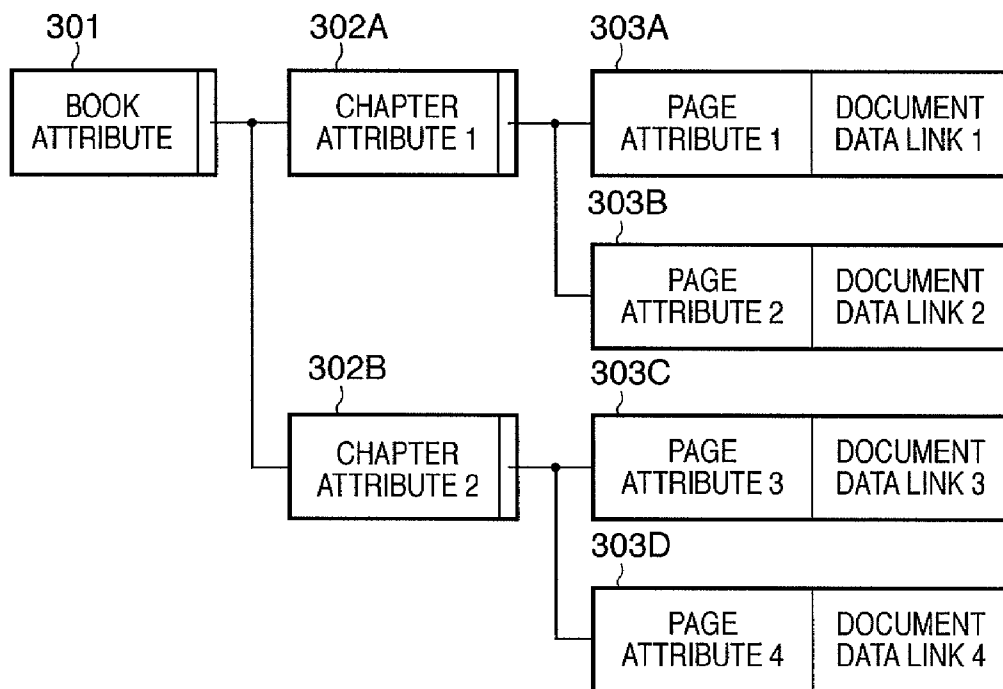 301
302A
303A
BOOK
ATTRIBUTE
CHAPTER
ATTRIBUTE 1
PAGE
ATTRIBUTE 1
DOCUMENT
DATA LINK 1
303B
PAGE
ATTRIBUTE 2
DOCUMENT
DATA LINK 2
302B
303C
CHAPTER
ATTRIBUTE 2
PAGE
ATTRIBUTE 3
DOCUMENT
DATA LINK 3
303D
PAGE
ATTRIBUTE 4
DOCUMENT
DATA LINK 4